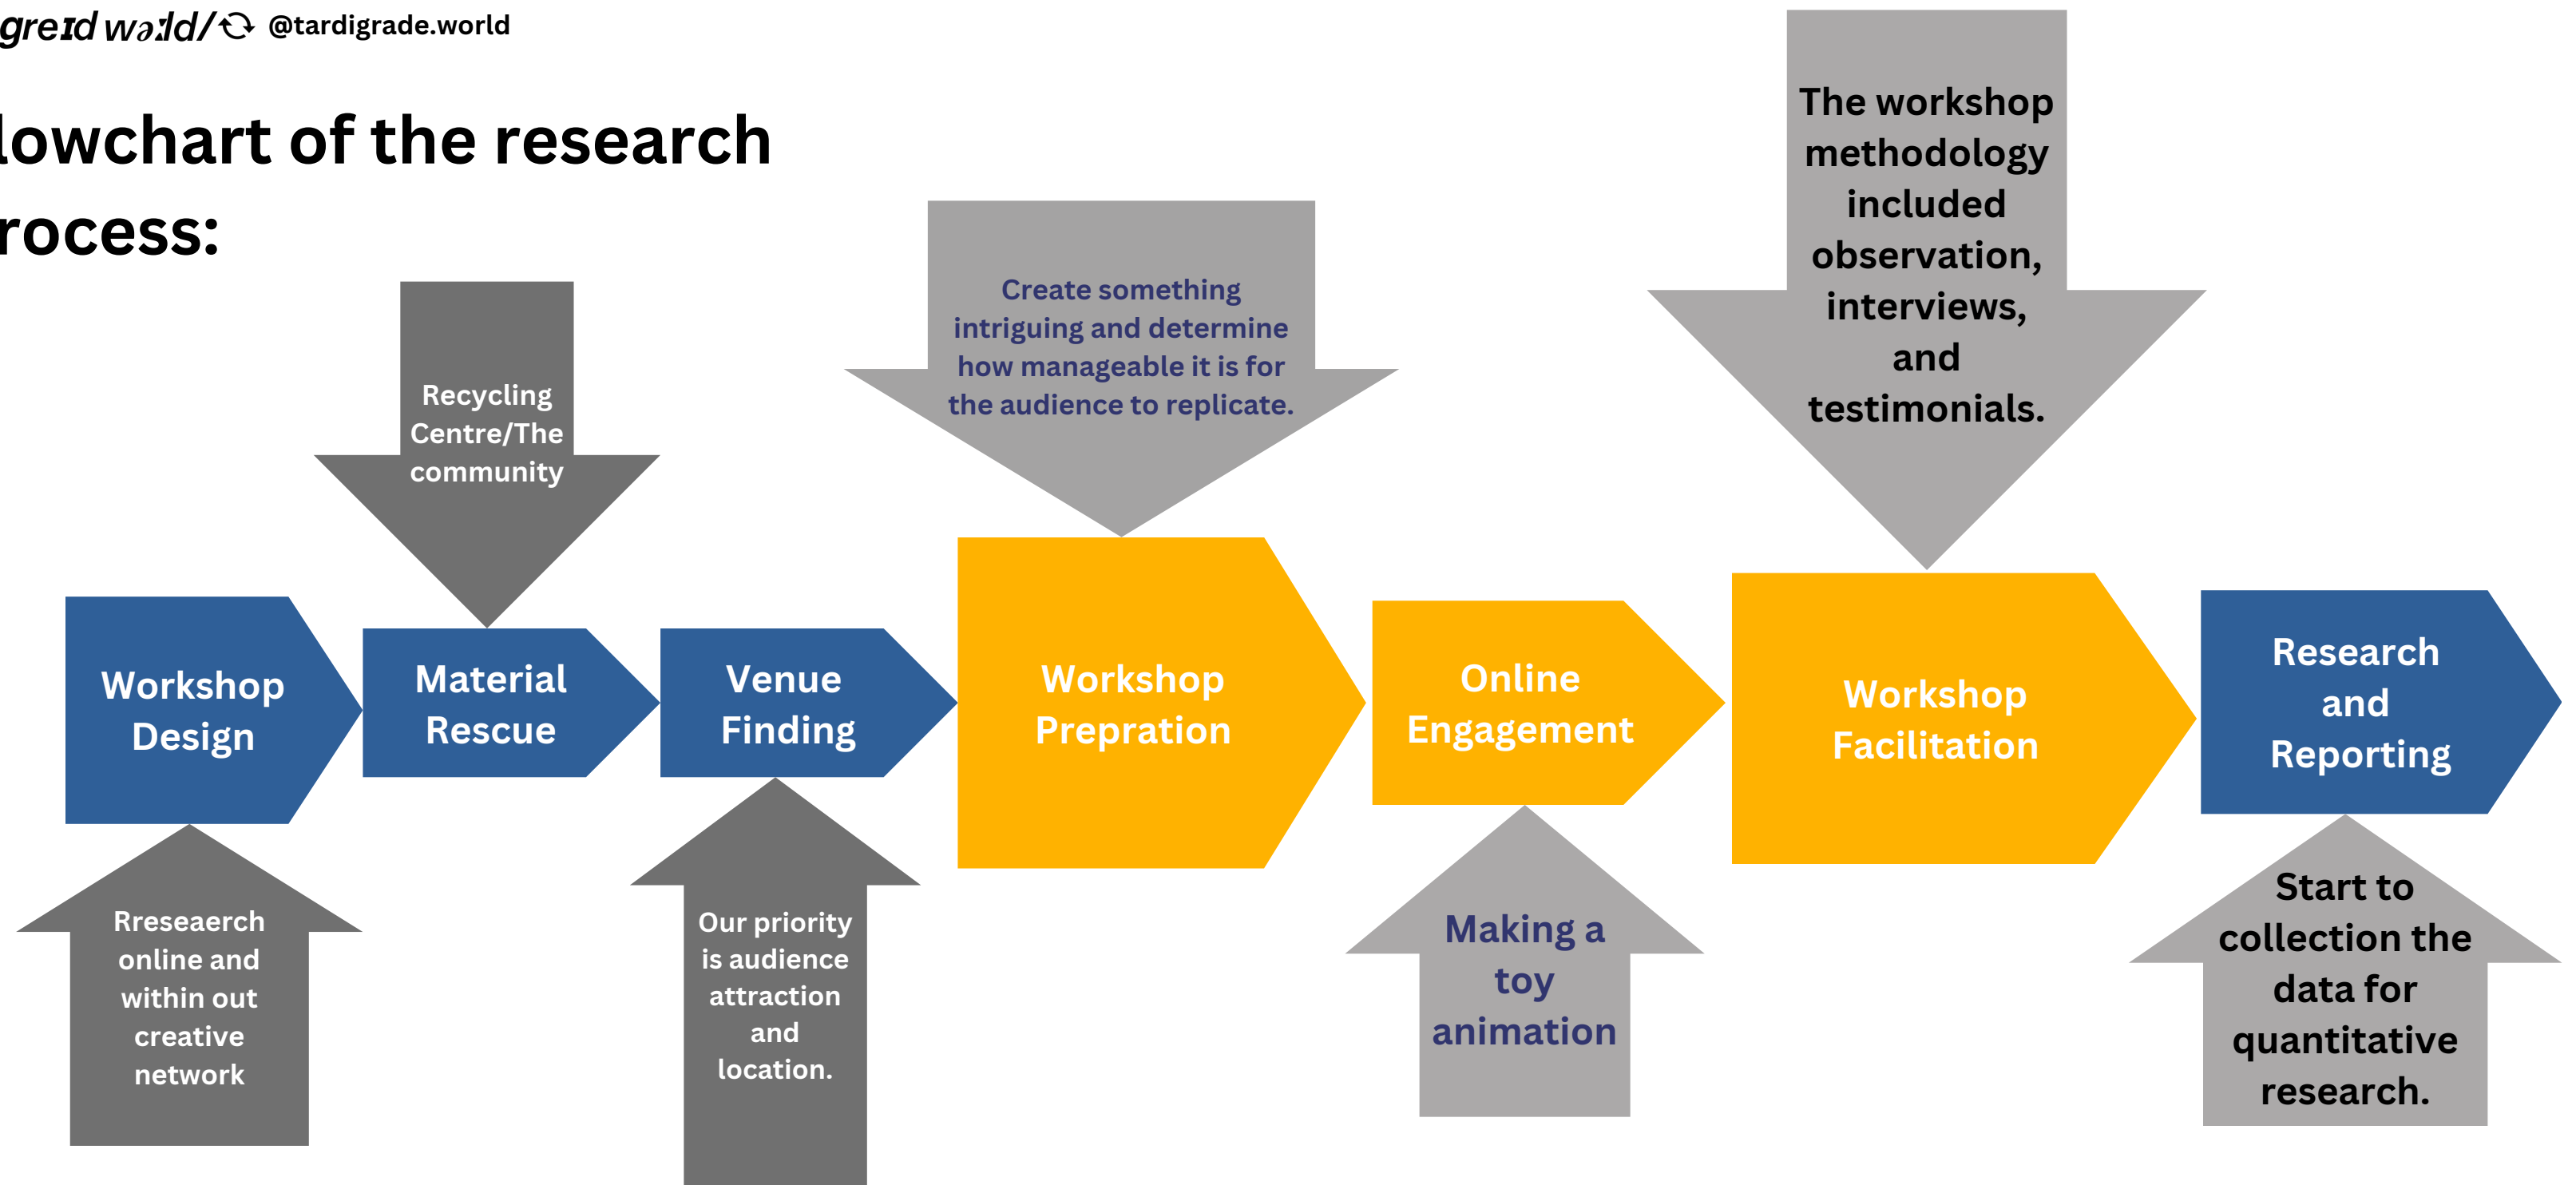 greɪd wəːld/ @tardigrade.world
lowchart of the research
rocess:
Recycling
Centre/The
community
Create something
intriguing and determine
how manageable it is for
the audience to replicate.
The workshop
methodology
included
observation,
interviews,
and
testimonials.
Workshop
Design
Material
Rescue
Venue
Finding
Workshop
Prepration
Online
Engagement
Workshop
Facilitation
Research
and
Reporting
Rreseaerch
online and
within out
creative
network
Our priority
is audience
attraction
and
location.
Making a
toy
animation
Start to
collection the
data for
quantitative
research.